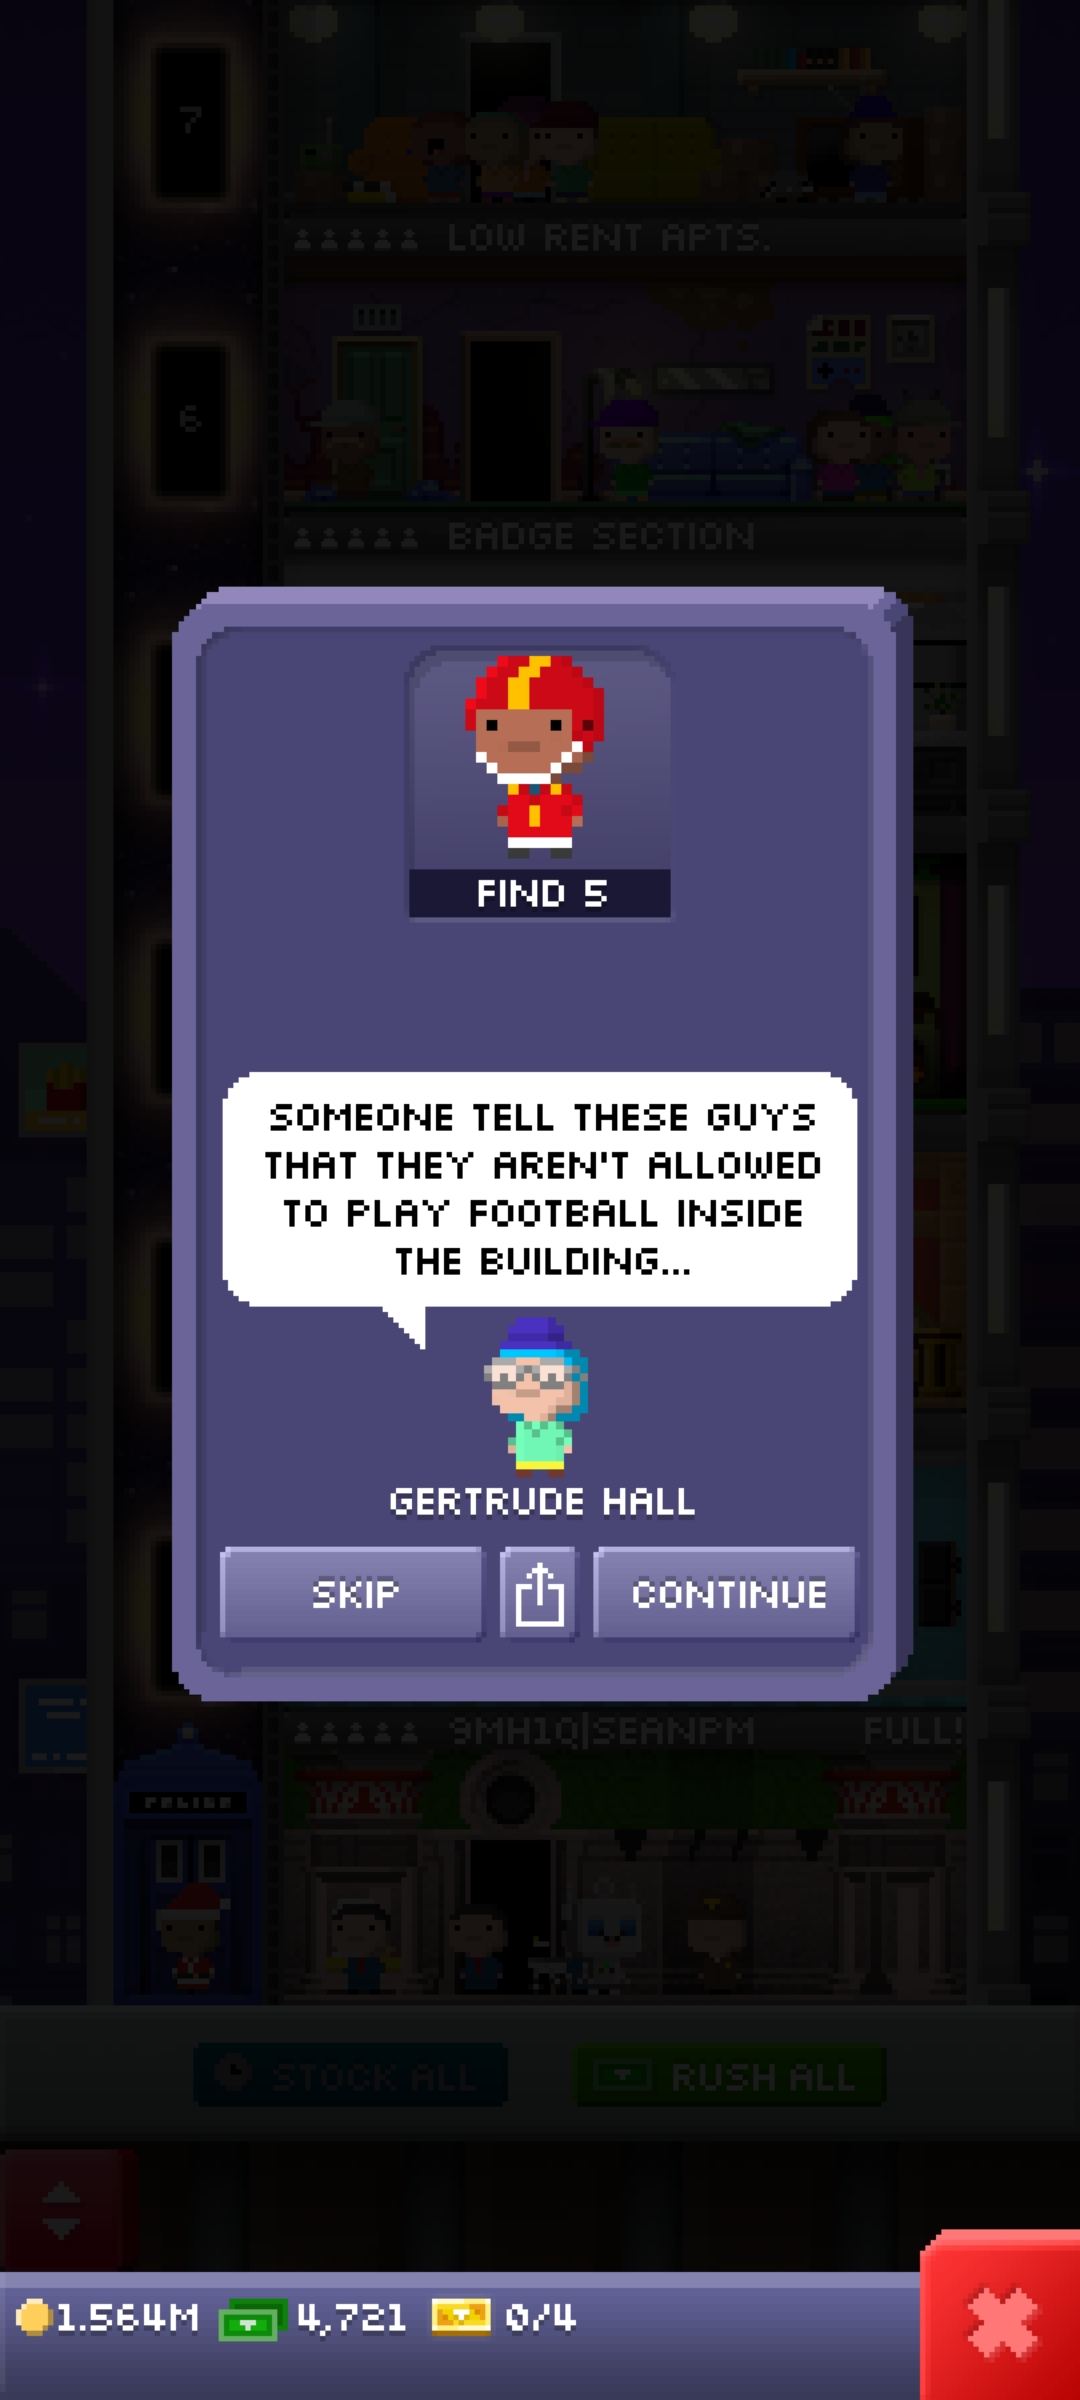 7
LOW RENT APTS.
6
BADGE SECTION
FIND 5
SOMEONE TELL THESE GUYS
THAT THEY AREN'T ALLOWED
TO PLAY FOOTBALL INSIDE
THE BUILDING...
GERTRUDE HALL
SKIP
CONTINUE
9MH1Q|SEANPM FULL!
POLICE
STOCK ALL RUSH ALL
1.564M 4,721 0/4